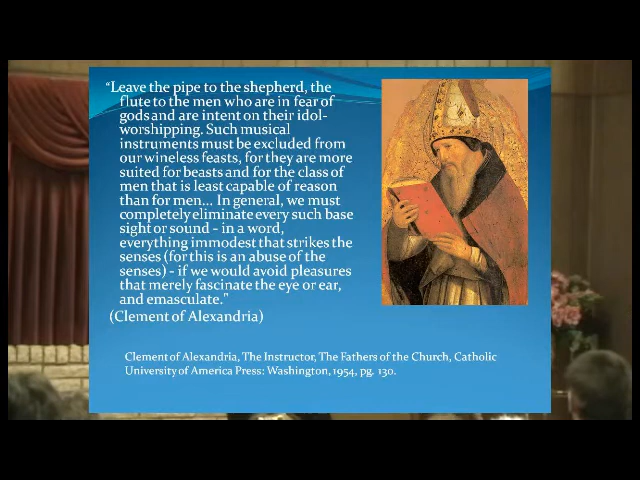 “Leave the pipe to the shepherd, the
flute to the men who are in fear of
gods and are intent on their idol-
worshipping. Such musical
instruments must be excluded from
our wineless feasts, for they are more
suited for beasts and for the class of
men that is least capable of reason
than for men... In general, we must
completely eliminate every such base
sight or sound - in a word,
everything immodest that strikes the
senses (for this is an abuse of the
senses) - if we would avoid pleasures
that merely fascinate the eye or ear,
and emasculate.”
(Clement of Alexandria)
Clement of Alexandria, The Instructor, The Fathers of the Church, Catholic
University of America Press: Washington, 1954, pg. 130.